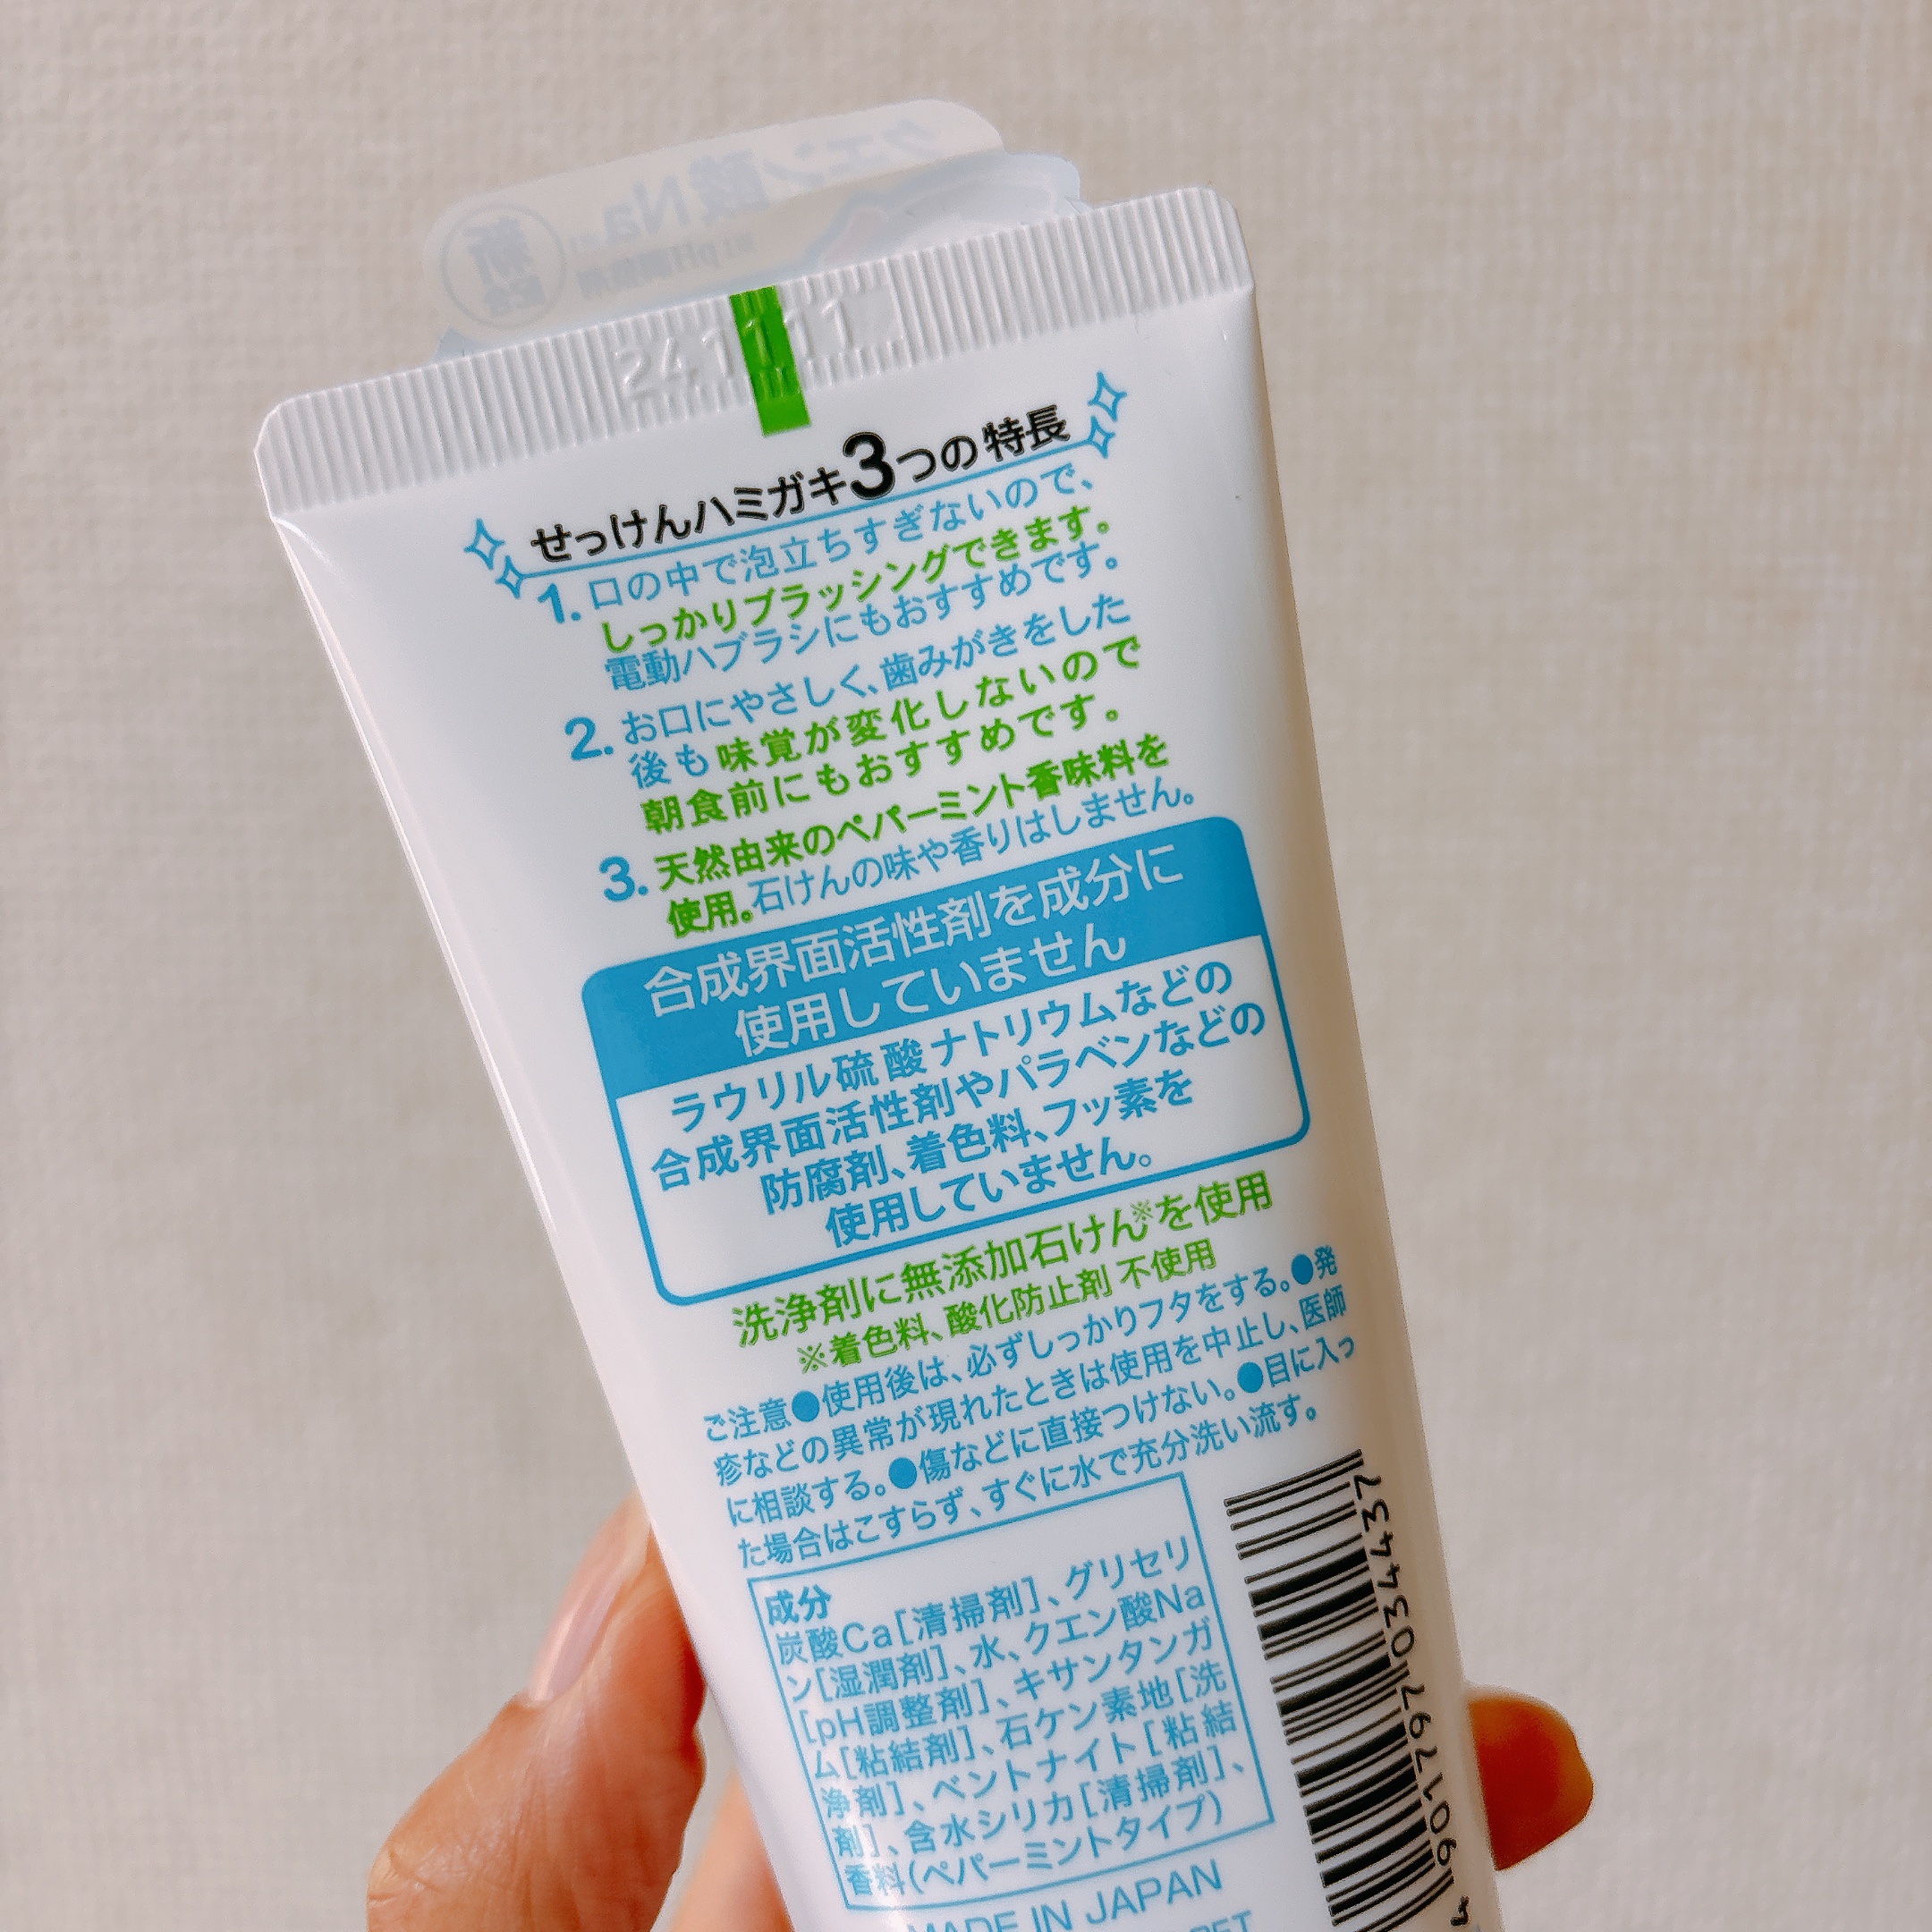 クエン酸Na
新
配合
pH調整剤
241111
せっけんハミガキ3つの特長
1. 口の中で泡立ちすぎないので、
しっかりブラッシングできます。
電動ハブラシにもおすすめです。
2. お口にやさしく、歯みがきをした
後も味覚が変化しないので
朝食前にもおすすめです。
3. 天然由来のペパーミント香味料を
使用。石けんの味や香りはしません。
合成界面活性剤を成分に
使用していません
ラウリル硫酸ナトリウムなどの
合成界面活性剤やパラベンなどの
防腐剤、着色料、フッ素を
使用していません。
洗浄剤に無添加石けん※を使用
※着色料、酸化防止剤 不使用
ご注意●使用後は、必ずしっかりフタをする。●発
疹などの異常が現れたときは使用を中止し、医師
に相談する。●傷などに直接つけない。●目に入っ
た場合はこすらず、すぐに水で充分洗い流す。
成分
炭酸Ca[清掃剤]、グリセリ
ン[湿潤剤]、水、クエン酸Na
[pH調整剤]、キサンタンガ
ム[粘結剤]、石ケン素地[洗
浄剤]、ベントナイト[粘結
剤]、含水シリカ[清掃剤]、
香料(ペパーミントタイプ)
MADE IN JAPAN
4 901797 034437